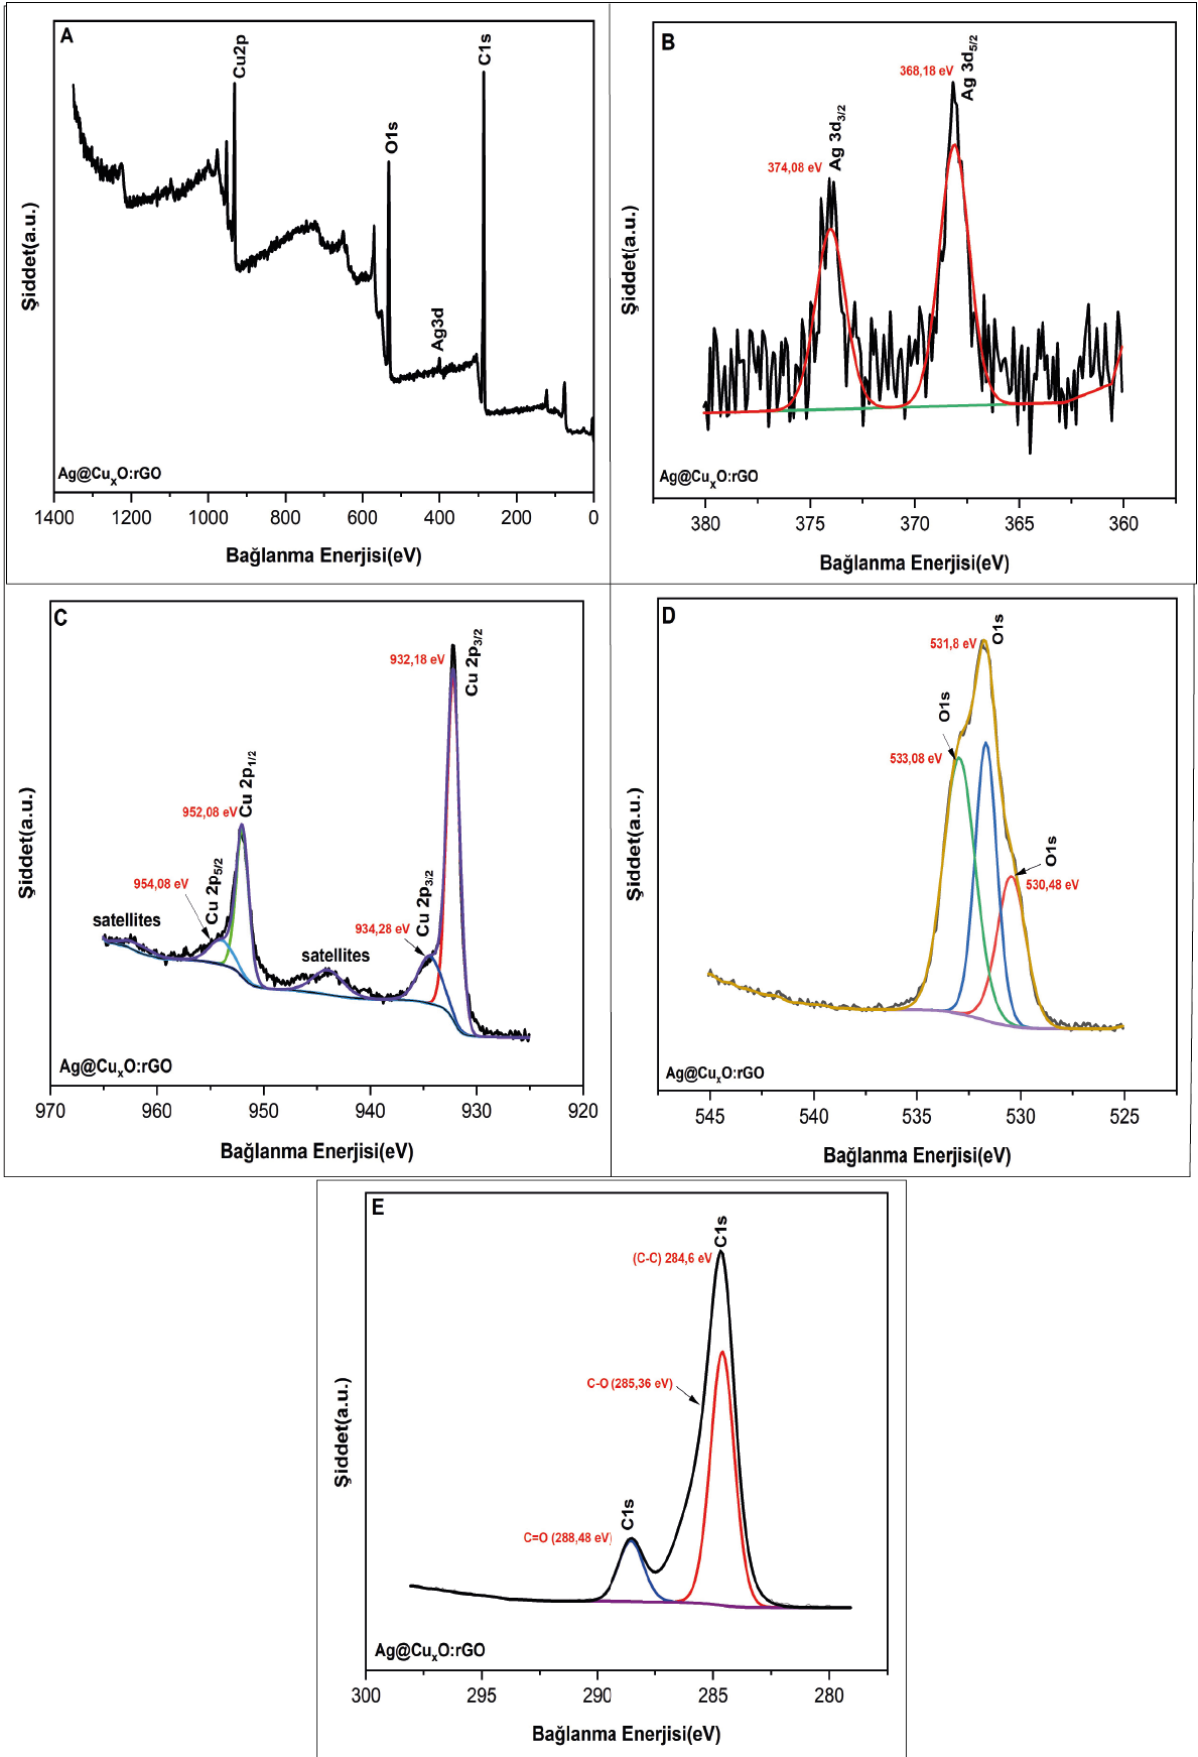 A
Cu2p
C1s
O1s
Ag3d
Şiddet(a.u.)
Ag@CuxO:rGO
1400 1200 1000 800 600 400 200 0
Bağlanma Enerjisi(eV)
B
368,18 eV
Ag 3d5/2
374,08 eV
Ag 3d3/2
Şiddet(a.u.)
Ag@CuxO:rGO
380 375 370 365 360
Bağlanma Enerjisi(eV)
C
932,18 eV
Cu 2p3/2
952,08 eV
Cu 2p1/2
954,08 eV
Cu 2p5/2
934,28 eV
Cu 2p3/2
satellites
satellites
Şiddet(a.u.)
Ag@CuxO:rGO
970 960 950 940 930 920
Bağlanma Enerjisi(eV)
D
531,8 eV
O1s
O1s
533,08 eV
O1s
530,48 eV
Şiddet(a.u.)
Ag@CuxO:rGO
545 540 535 530 525
Bağlanma Enerjisi(eV)
E
C1s
(C-C) 284,6 eV
C-O (285,36 eV)
C1s
C=O (288,48 eV)
Şiddet(a.u.)
Ag@CuxO:rGO
300 295 290 285 280
Bağlanma Enerjisi(eV)